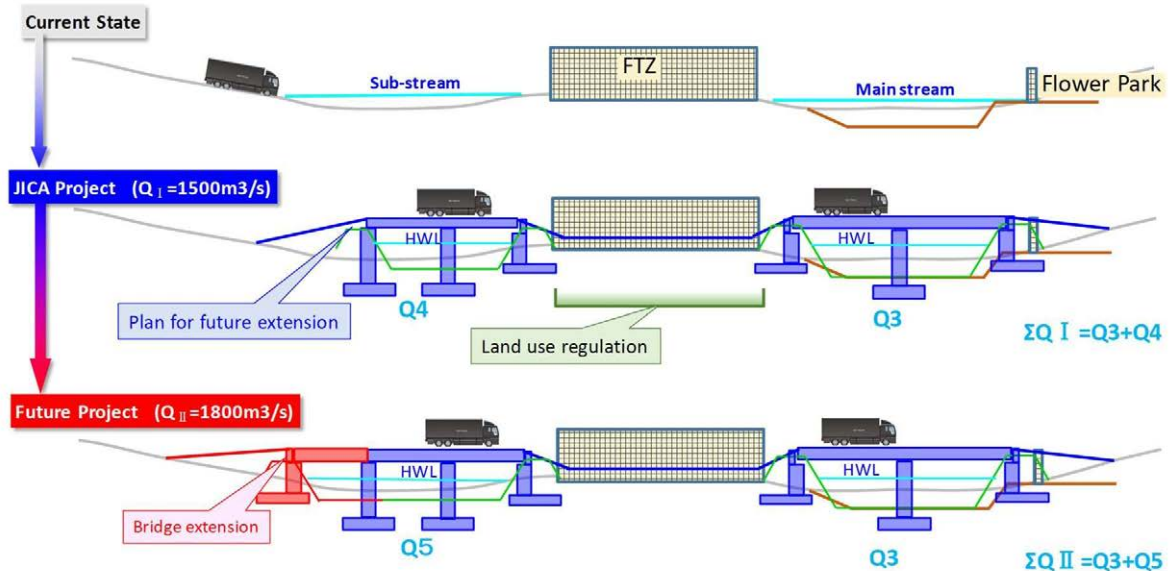 Current State
Sub-stream
FTZ
Main stream
Flower Park
JICA Project (Q Ⅰ =1500m3/s)
HWL
HWL
Plan for future extension
Q4
Land use regulation
Q3
ΣQ Ⅰ =Q3+Q4
Future Project (Q Ⅱ =1800m3/s)
HWL
HWL
Bridge extension
Q5
Q3
ΣQ Ⅱ =Q3+Q5